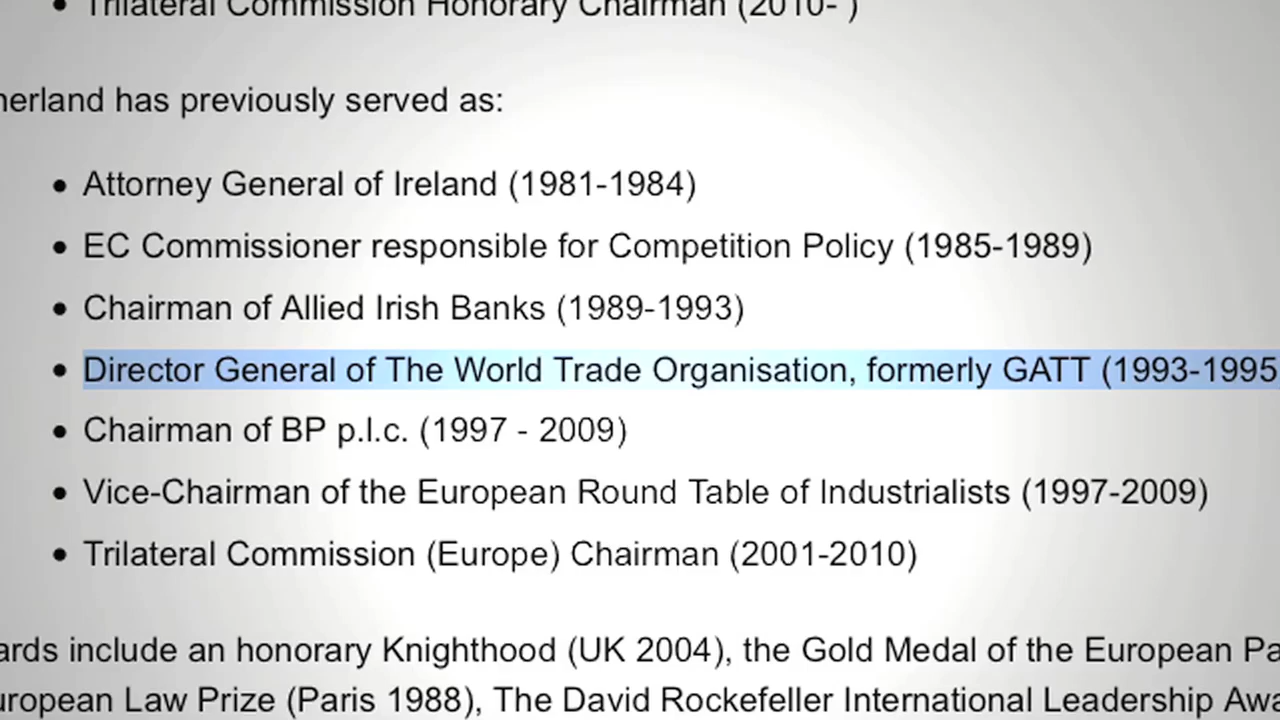 Trilateral Commission Honorary Chairman (2010- )
herland has previously served as:
Attorney General of Ireland (1981-1984)
EC Commissioner responsible for Competition Policy (1985-1989)
Chairman of Allied Irish Banks (1989-1993)
Director General of The World Trade Organisation, formerly GATT (1993-1995
Chairman of BP p.l.c. (1997 - 2009)
Vice-Chairman of the European Round Table of Industrialists (1997-2009)
Trilateral Commission (Europe) Chairman (2001-2010)
ards include an honorary Knighthood (UK 2004), the Gold Medal of the European Pa
uropean Law Prize (Paris 1988), The David Rockefeller International Leadership Awa